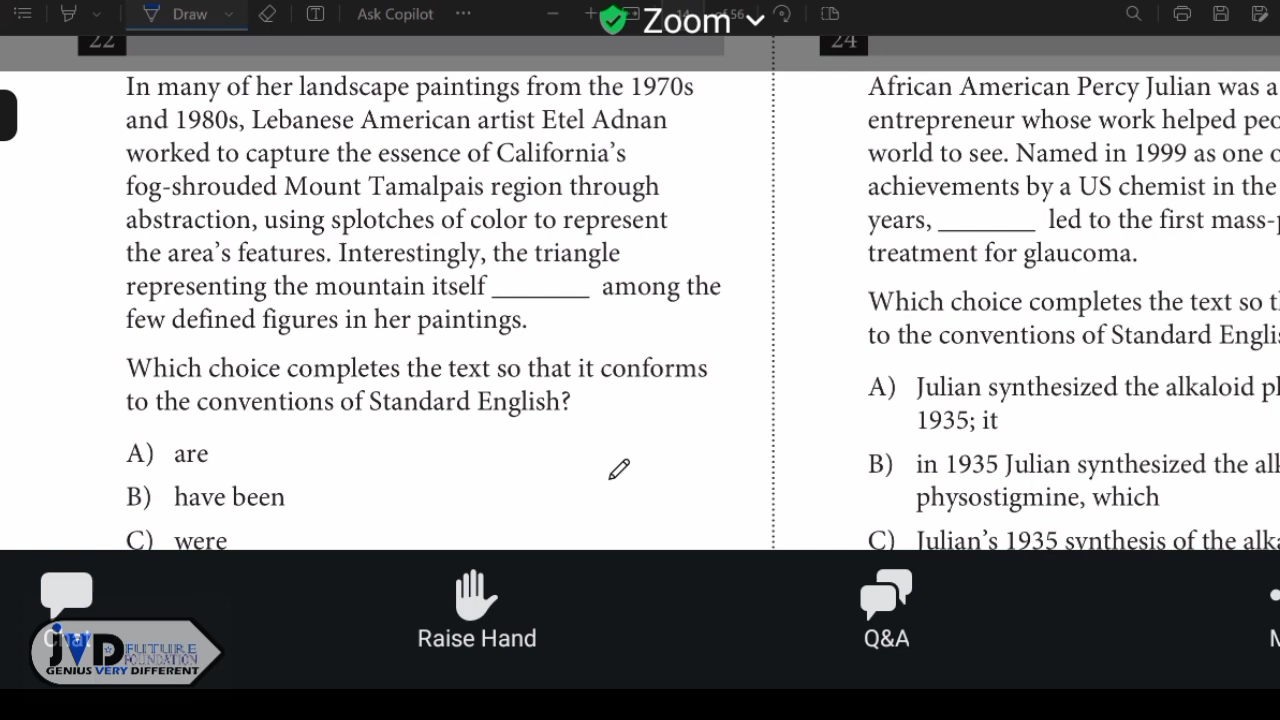 Draw
Ask Copilot
of 56
Zoom
22
In many of her landscape paintings from the 1970s
and 1980s, Lebanese American artist Etel Adnan
worked to capture the essence of California's
fog-shrouded Mount Tamalpais region through
abstraction, using splotches of color to represent
the area's features. Interestingly, the triangle
representing the mountain itself ________ among the
few defined figures in her paintings.
Which choice completes the text so that it conforms
to the conventions of Standard English?
A) are
B) have been
C) were
24
African American Percy Julian was a
entrepreneur whose work helped peo
world to see. Named in 1999 as one o
achievements by a US chemist in the
years, ________ led to the first mass-p
treatment for glaucoma.
Which choice completes the text so th
to the conventions of Standard Englis
A) Julian synthesized the alkaloid pl
1935; it
B) in 1935 Julian synthesized the alk
physostigmine, which
C) Julian's 1935 synthesis of the alka
Chat
Raise Hand
Q&A
M
JVD FUTURE
FOUNDATION
GENIUS VERY DIFFERENT